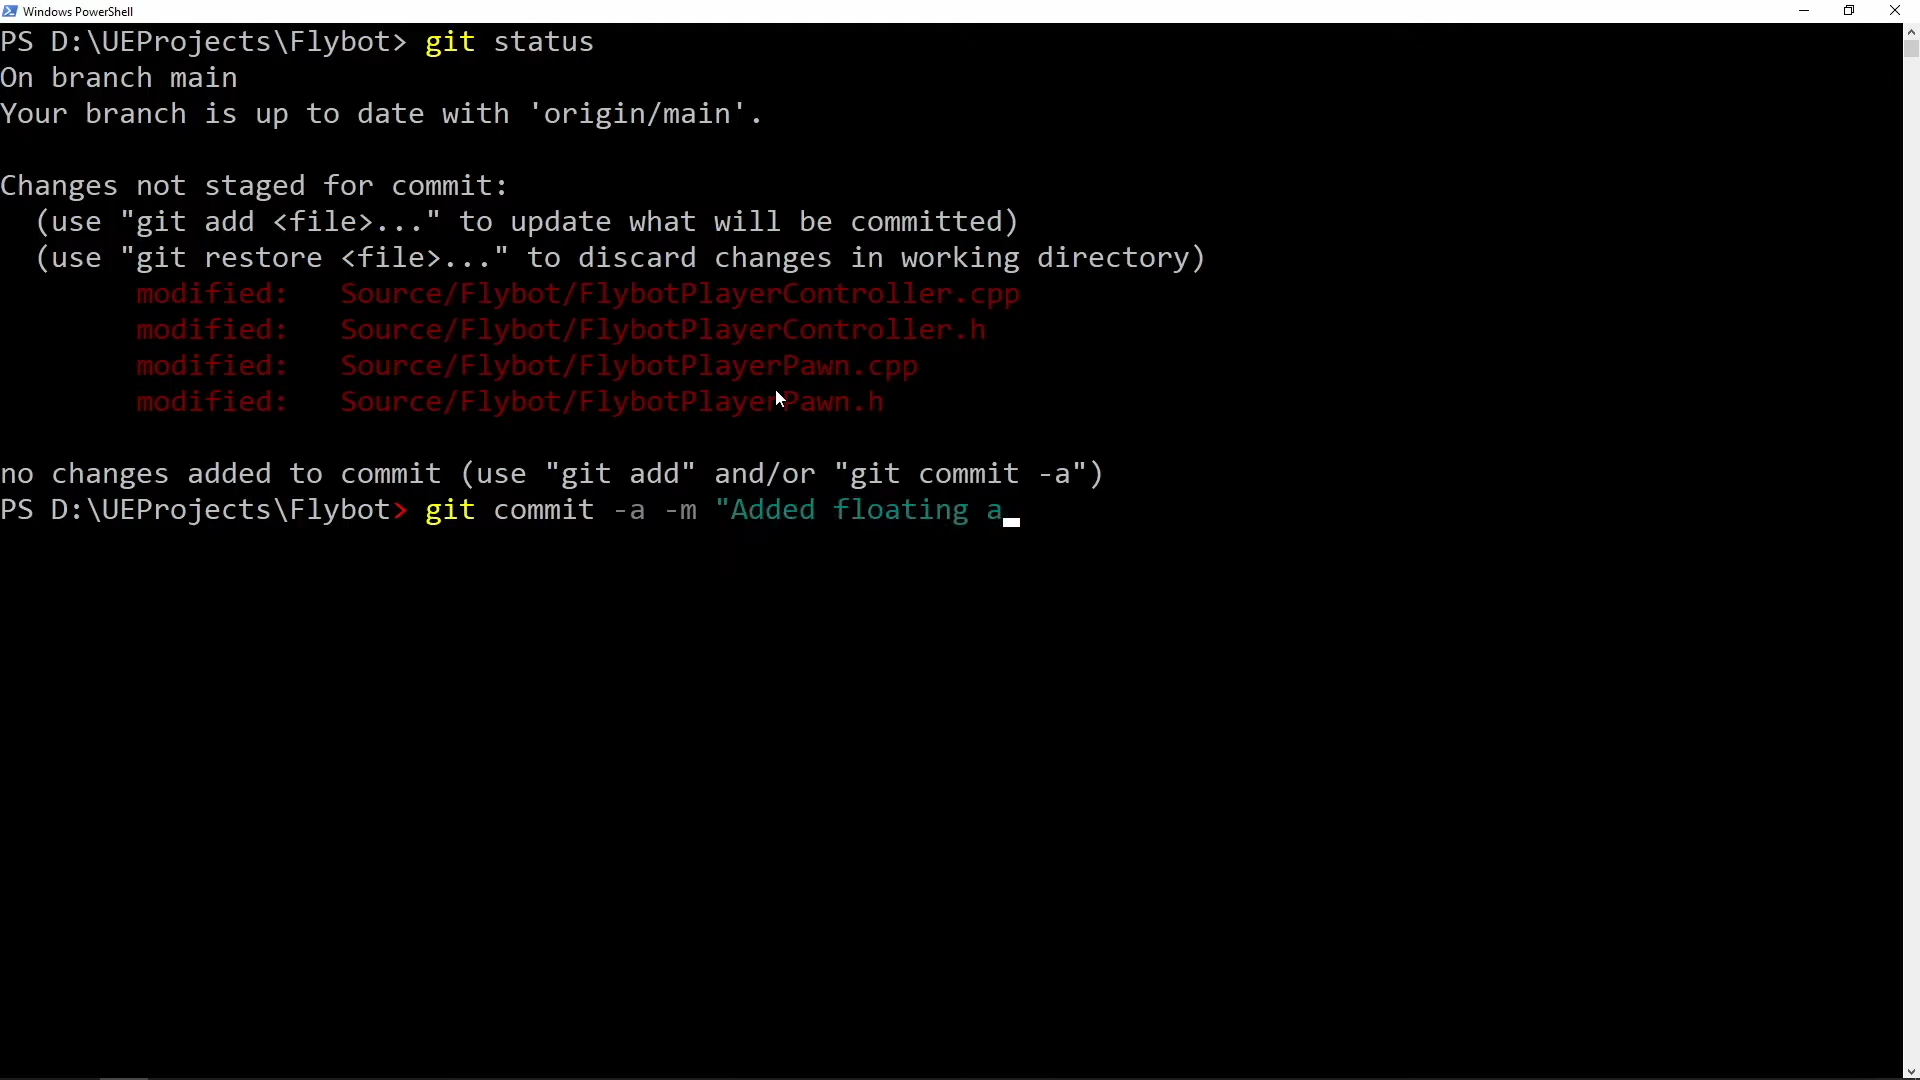 Windows PowerShell
PS D:\UEProjects\Flybot> git status
On branch main
Your branch is up to date with 'origin/main'.
Changes not staged for commit:
  (use "git add <file>..." to update what will be committed)
  (use "git restore <file>..." to discard changes in working directory)
        modified:   Source/Flybot/FlybotPlayerController.cpp
        modified:   Source/Flybot/FlybotPlayerController.h
        modified:   Source/Flybot/FlybotPlayerPawn.cpp
        modified:   Source/Flybot/FlybotPlayerPawn.h
no changes added to commit (use "git add" and/or "git commit -a")
PS D:\UEProjects\Flybot> git commit -a -m "Added floating a